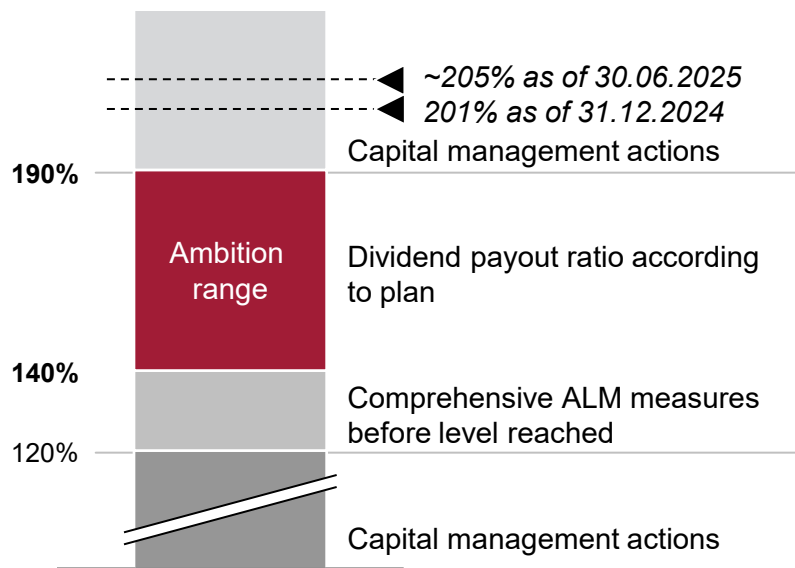 ~205% as of 30.06.2025
201% as of 31.12.2024
Capital management actions
190%
Ambition
range
Dividend payout ratio according
to plan
140%
Comprehensive ALM measures
before level reached
120%
Capital management actions